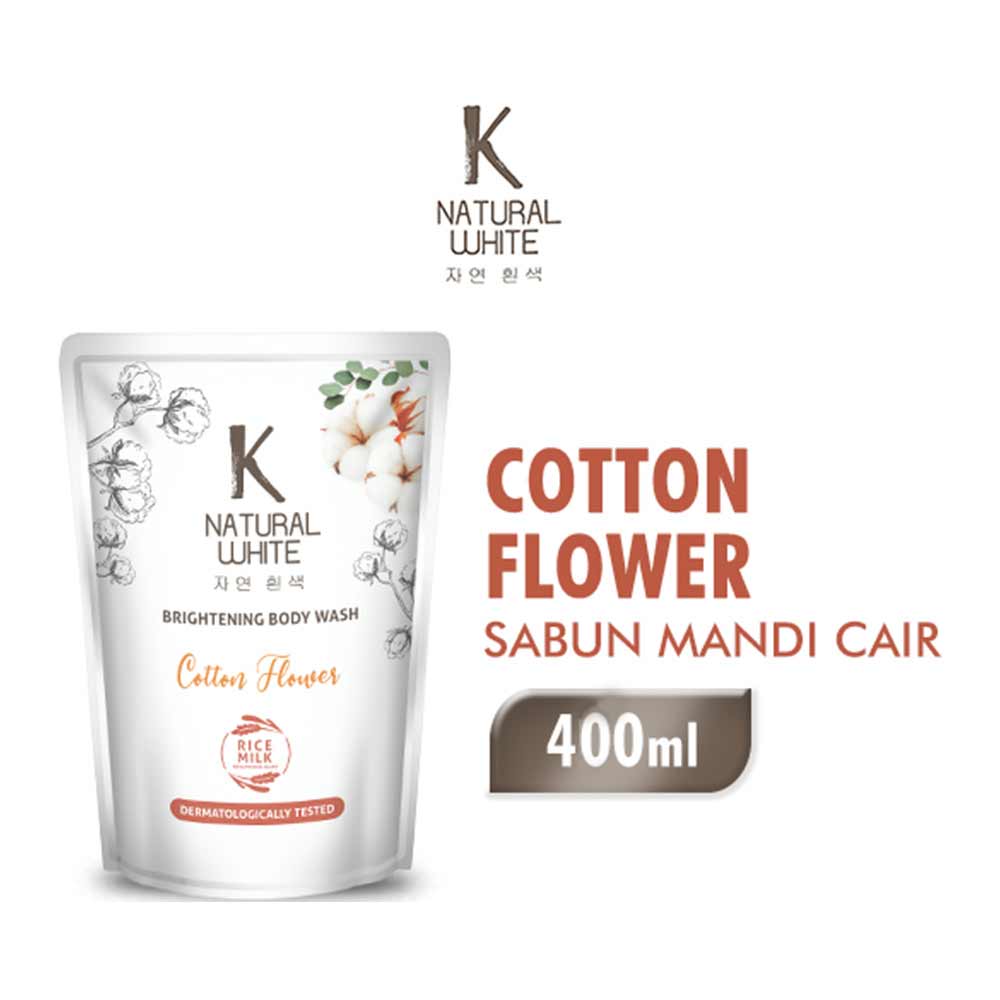 K
NATURAL
WHITE
자연 흰색
K
NATURAL
WHITE
자연 흰색
BRIGHTENING BODY WASH
Cotton Flower
RICE
MILK
DERMATOLOGICALLY TESTED
COTTON
FLOWER
SABUN MANDI CAIR
400ml